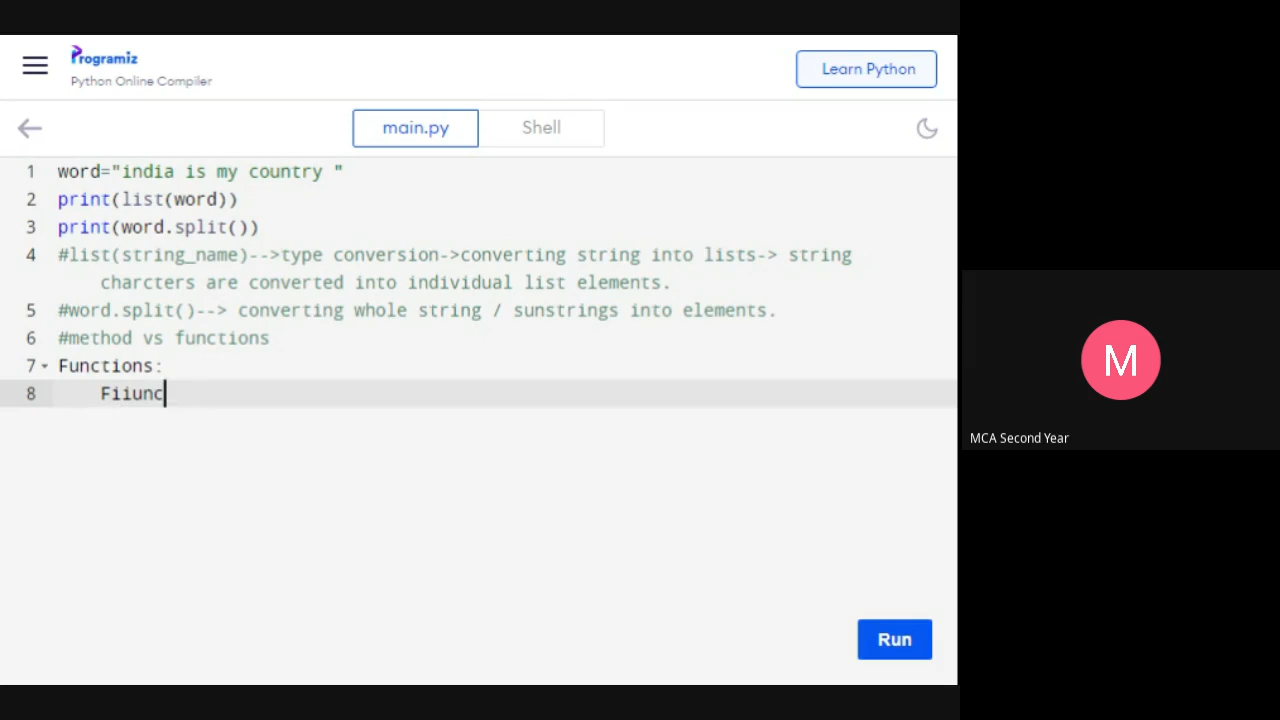 Programiz
Python Online Compiler
Learn Python
main.py
Shell
1 word="india is my country "
2 print(list(word))
3 print(word.split())
4 #list(string_name)-->type conversion->converting string into lists-> string
charcters are converted into individual list elements.
5 #word.split()--> converting whole string / sunstrings into elements.
6 #method vs functions
7 Functions:
8 Fiiunc
Run
M
MCA Second Year